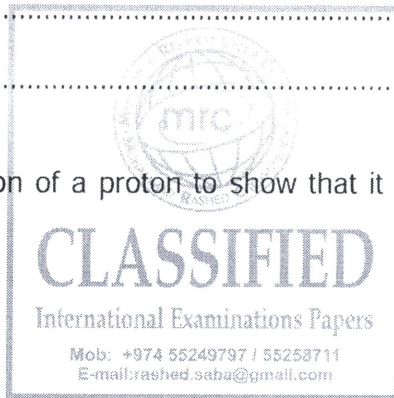 mrc
on of a proton to show that it
RASHED
CLASSIFIED
International Examinations Papers
Mob: +974 55249797 / 55258711
E-mail:rashed.saba@gmail.com